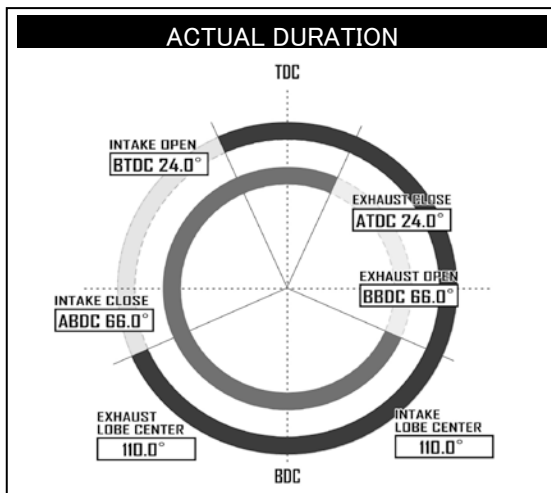 ACTUAL DURATION
TDC
INTAKE OPEN
BTDC 24.0°
EXHAUST CLOSE
ATDC 24.0°
EXHAUST OPEN
BBDC 66.0°
INTAKE CLOSE
ABDC 66.0°
EXHAUST
LOBE CENTER
110.0°
INTAKE
LOBE CENTER
110.0°
BDC